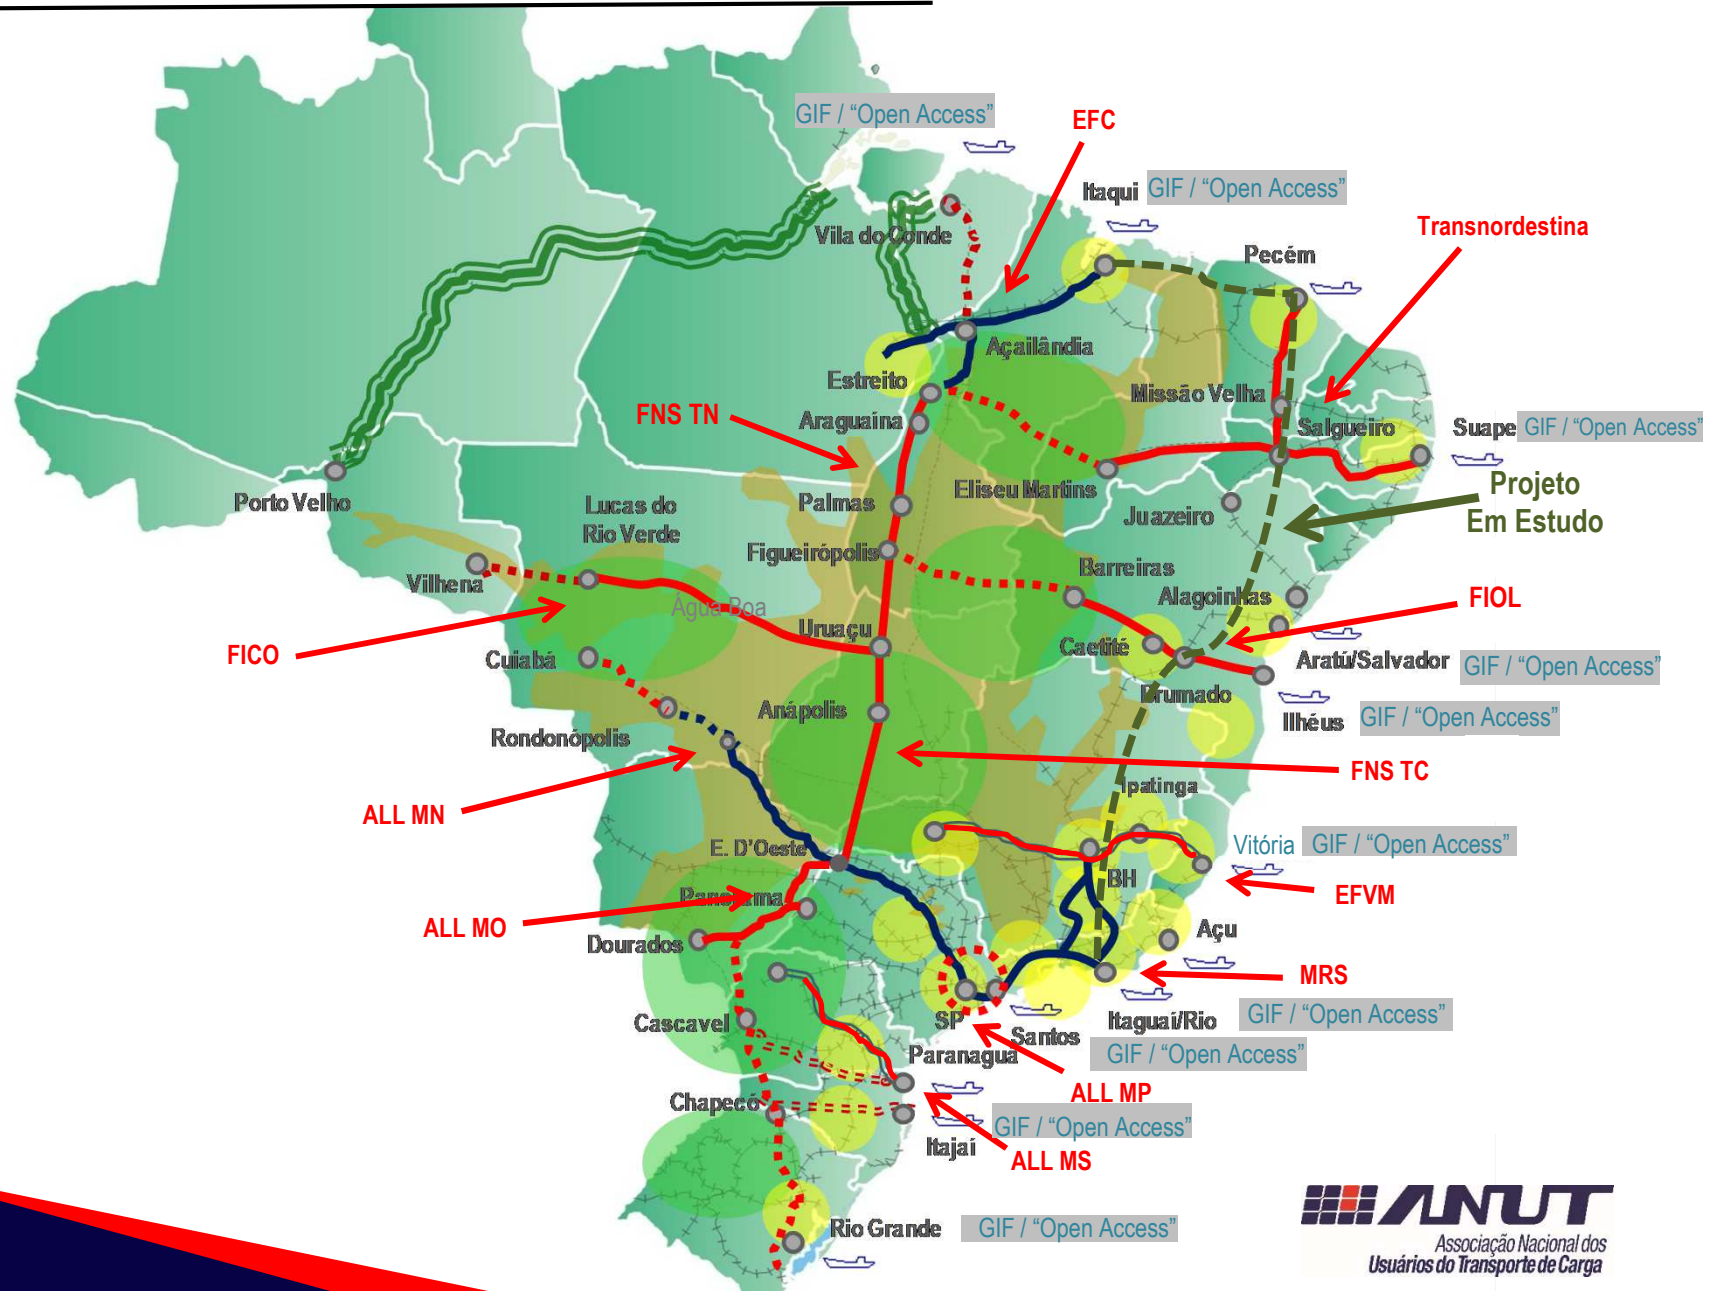 GIF / “Open Access”
EFC
Itaqui
GIF / “Open Access”
Transnordestina
Vila do Conde
Pecém
Açailândia
Estreito
Missão Velha
FNS TN
Araguaína
Salgueiro
Suape
GIF / “Open Access”
Porto Velho
Lucas do
Rio Verde
Palmas
Eliseu Martins
Juazeiro
Projeto
Em Estudo
Figueirópolis
Vilhena
Barreiras
Alagoinhas
FIOL
Água Boa
Uruaçu
FICO
Cuiabá
Caetité
Aratú/Salvador
GIF / “Open Access”
Brumado
Anápolis
Ilhéus
GIF / “Open Access”
Rondonópolis
FNS TC
Ipatinga
ALL MN
E. D’Oeste
Vitória
GIF / “Open Access”
BH
EFVM
Panorama
ALL MO
Dourados
Açu
MRS
Cascavel
SP
Santos
Itaguaí/Rio
GIF / “Open Access”
Paranagua
GIF / “Open Access”
ALL MP
Chapecó
GIF / “Open Access”
Itajaí
ALL MS
Rio Grande
GIF / “Open Access”
ANUT
Associação Nacional dos
Usuários do Transporte de Carga